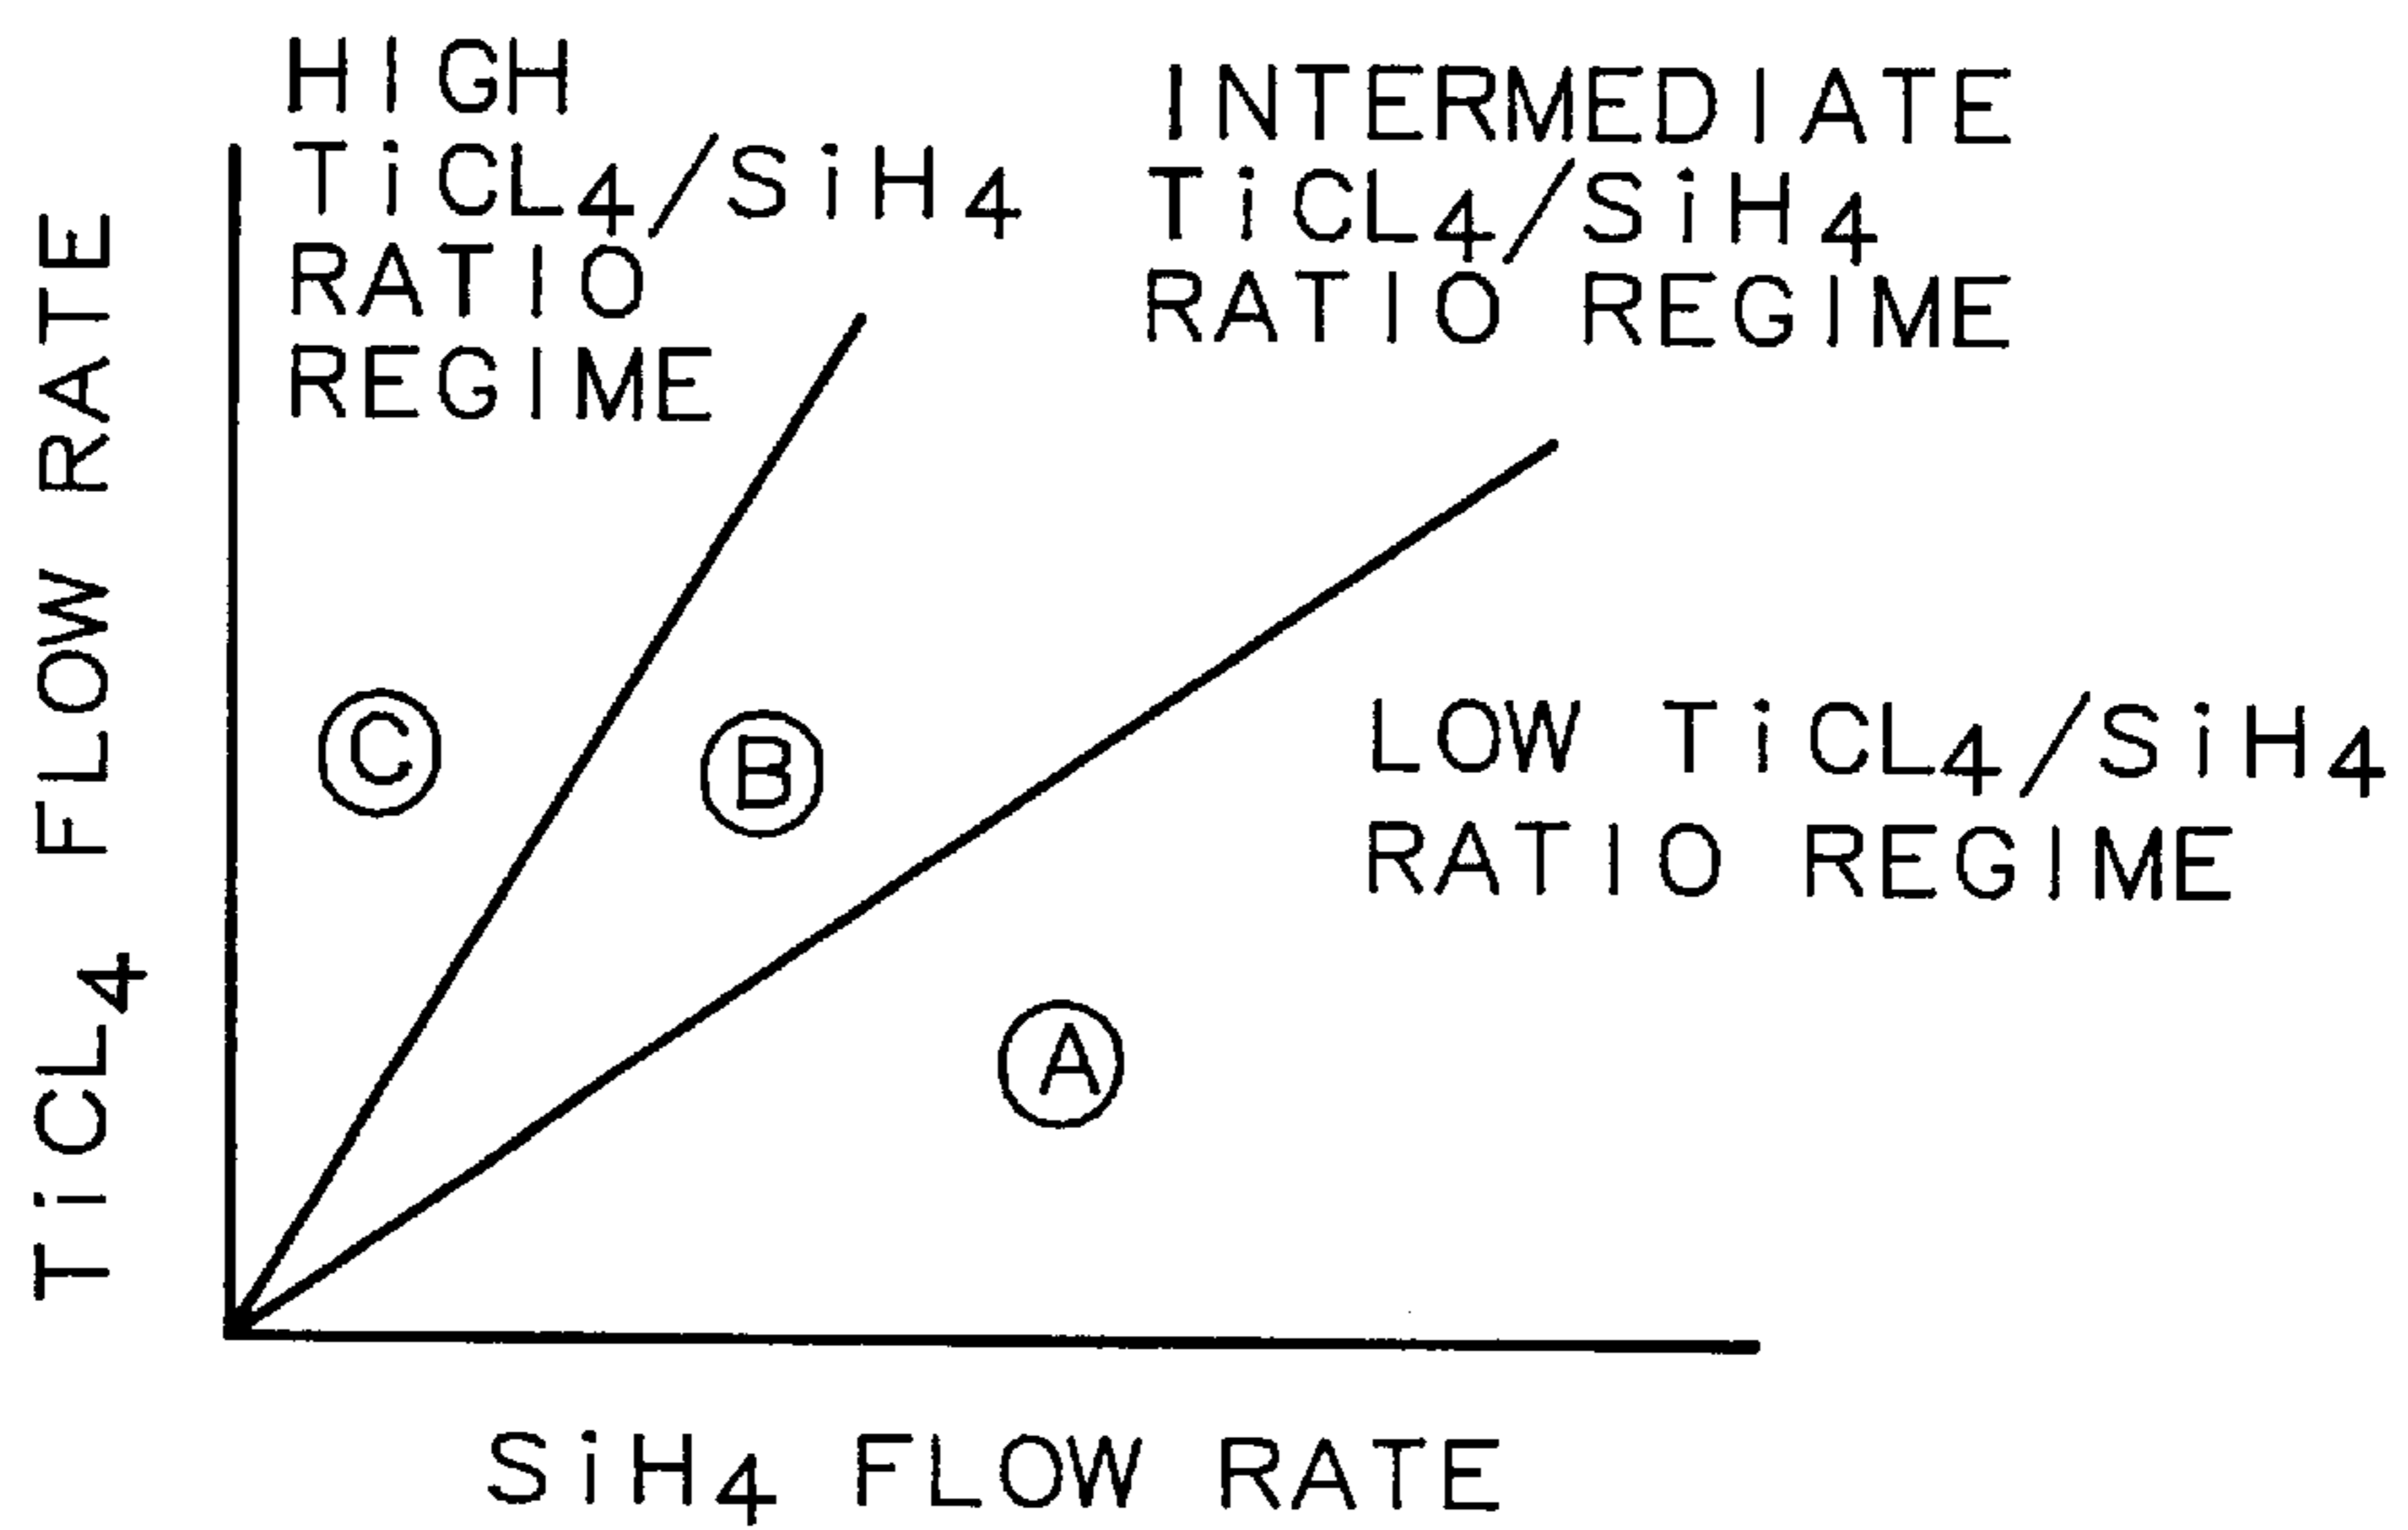 HIGH
TiCL4/SiH4
RATIO
REGIME
INTERMEDIATE
TiCL4/SiH4
RATIO REGIME
TiCL4 FLOW RATE
C
B
LOW TiCL4/SiH4
RATIO REGIME
A
SiH4 FLOW RATE